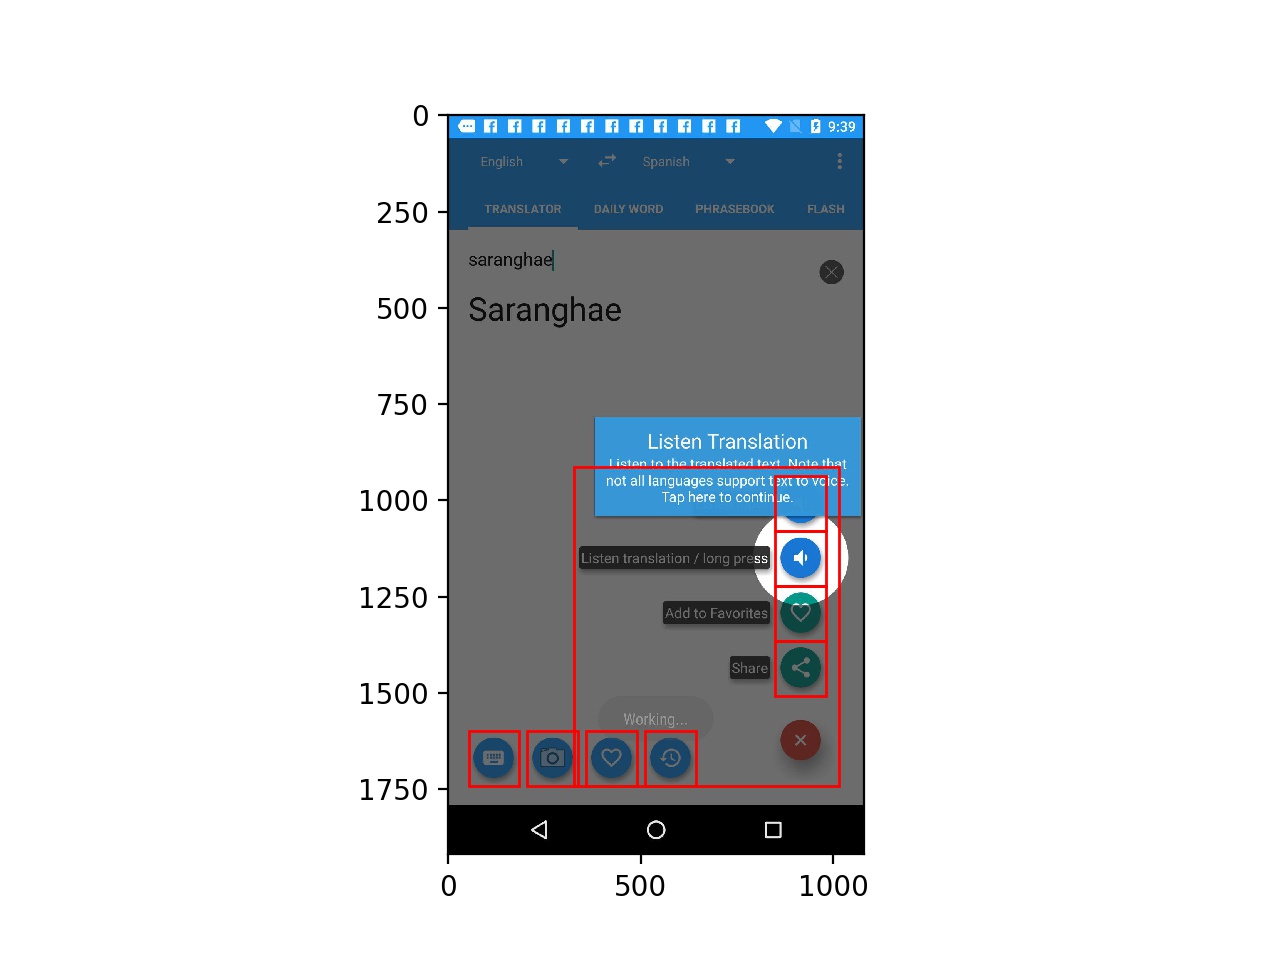 0
250
500
750
1000
1250
1500
1750
0 500 1000
9:39
English Spanish
TRANSLATOR DAILY WORD PHRASEBOOK FLASH
saranghae
Saranghae
Listen Translation
Listen to the translated text. Note that
not all languages support text to voice.
Tap here to continue.
Listen translation / long press
Add to Favorites
Share
Working...